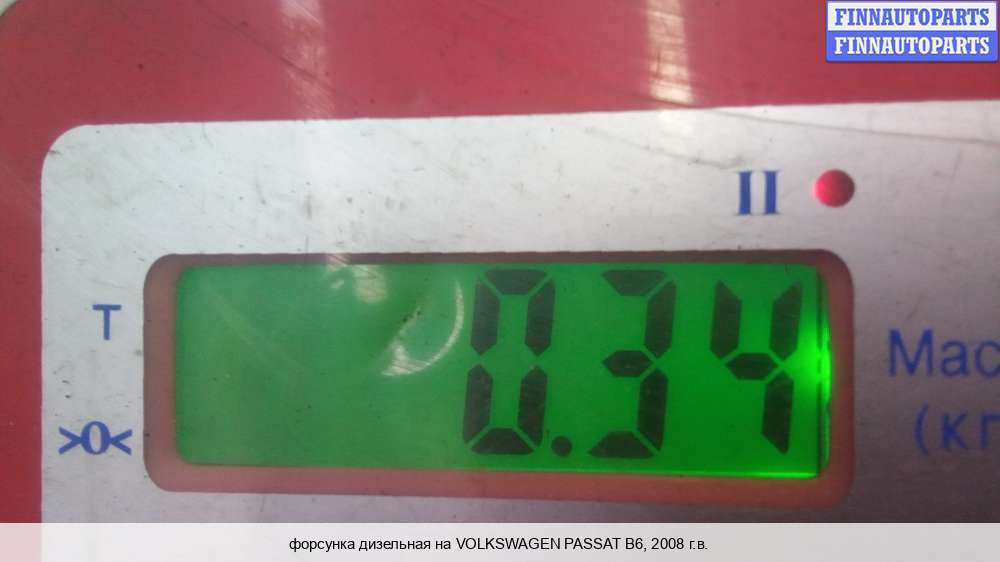 FINNAUTOPARTS
FINNAUTOPARTS
II
T
0.34
Мас
>0<
(кг
форсунка дизельная на VOLKSWAGEN PASSAT B6, 2008 г.в.